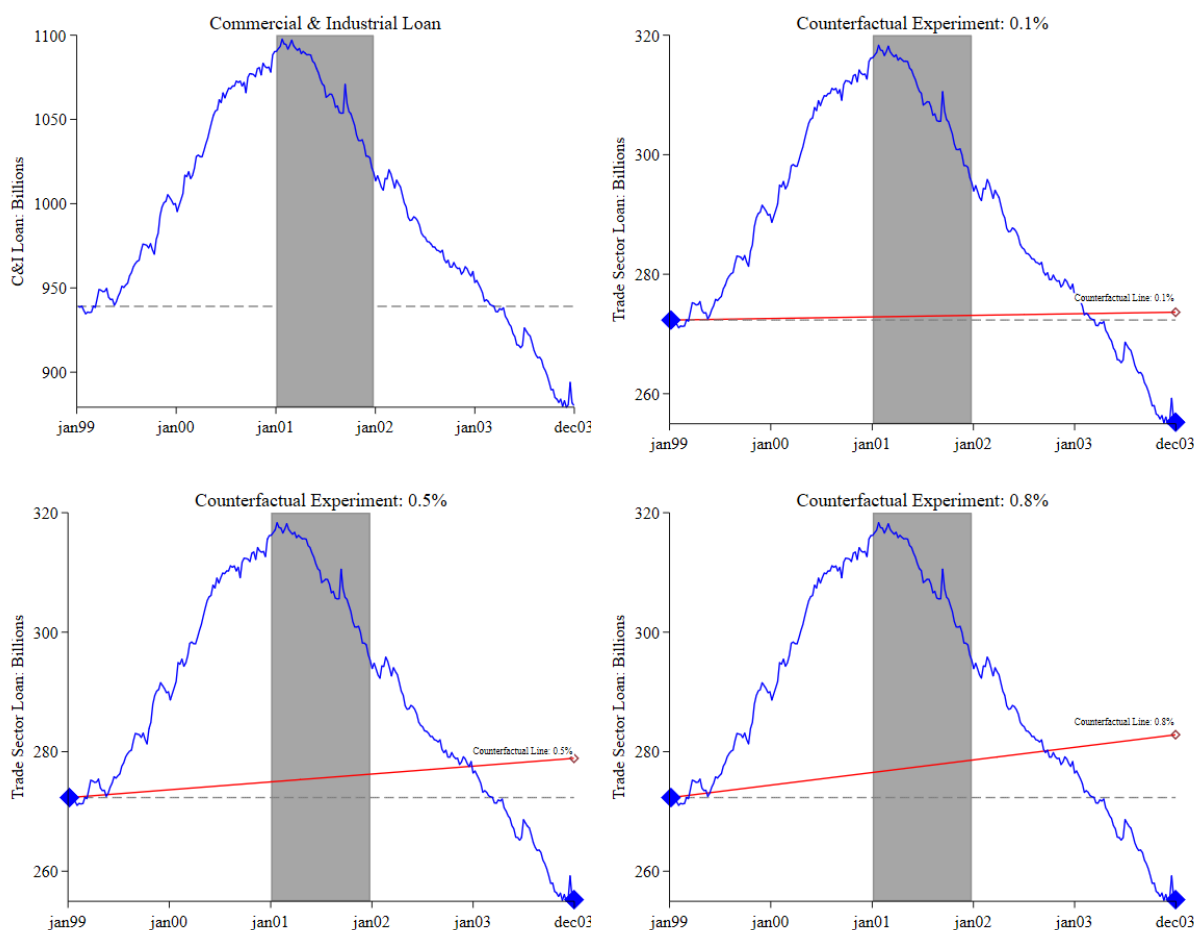 Commercial & Industrial Loan
C&I Loan: Billions
1100
1050
1000
950
900
jan99 jan00 jan01 jan02 jan03 dec03
Counterfactual Experiment: 0.1%
Trade Sector Loan: Billions
320
300
280
260
Counterfactual Line: 0.1%
jan99 jan00 jan01 jan02 jan03 dec03
Counterfactual Experiment: 0.5%
Trade Sector Loan: Billions
320
300
280
260
Counterfactual Line: 0.5%
jan99 jan00 jan01 jan02 jan03 dec03
Counterfactual Experiment: 0.8%
Trade Sector Loan: Billions
320
300
280
260
Counterfactual Line: 0.8%
jan99 jan00 jan01 jan02 jan03 dec03